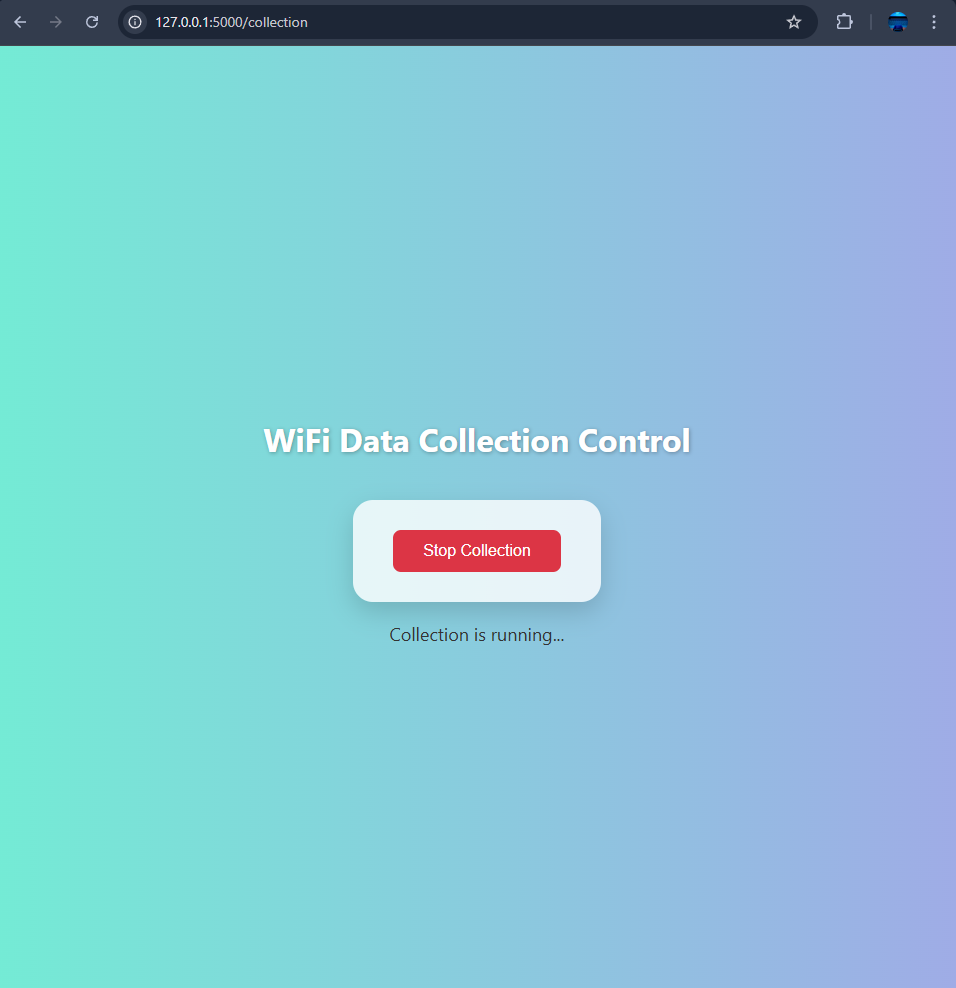 127.0.0.1:5000/collection
WiFi Data Collection Control
Stop Collection
Collection is running...